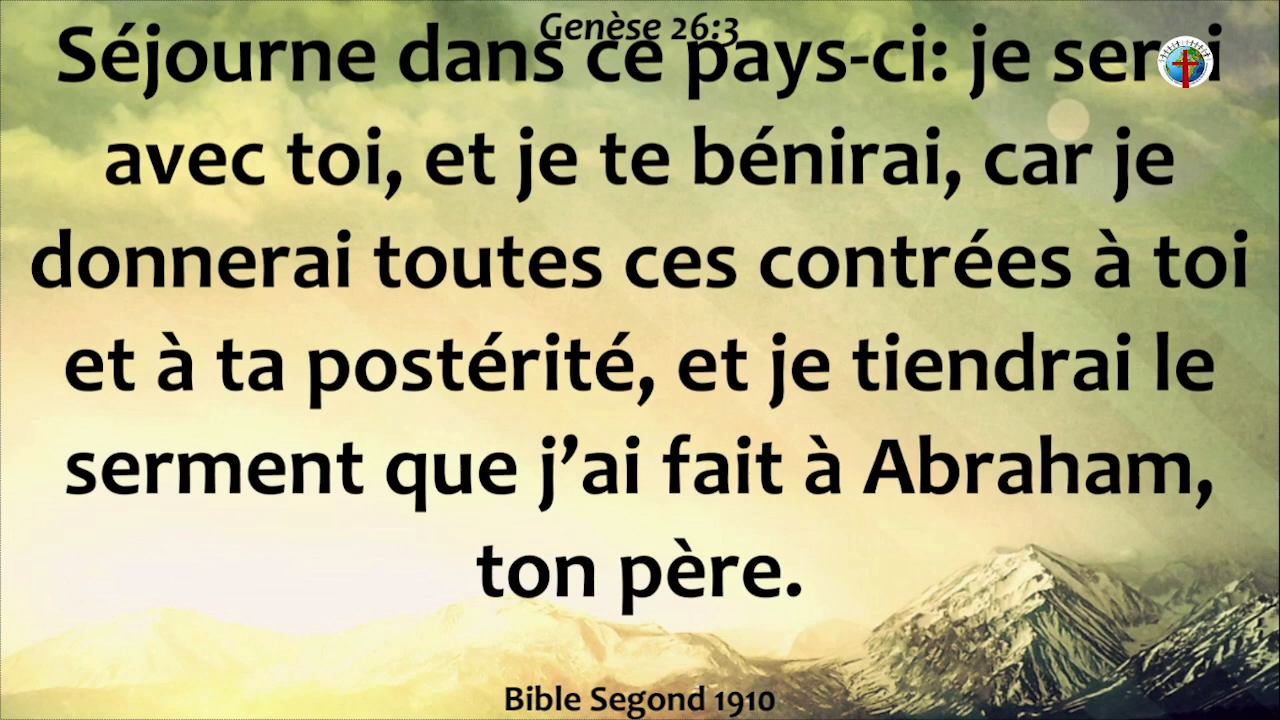 Genèse 26:3
Séjourne dans ce pays-ci: je serai
avec toi, et je te bénirai, car je
donnerai toutes ces contrées à toi
et à ta postérité, et je tiendrai le
serment que j’ai fait à Abraham,
ton père.
Bible Segond 1910